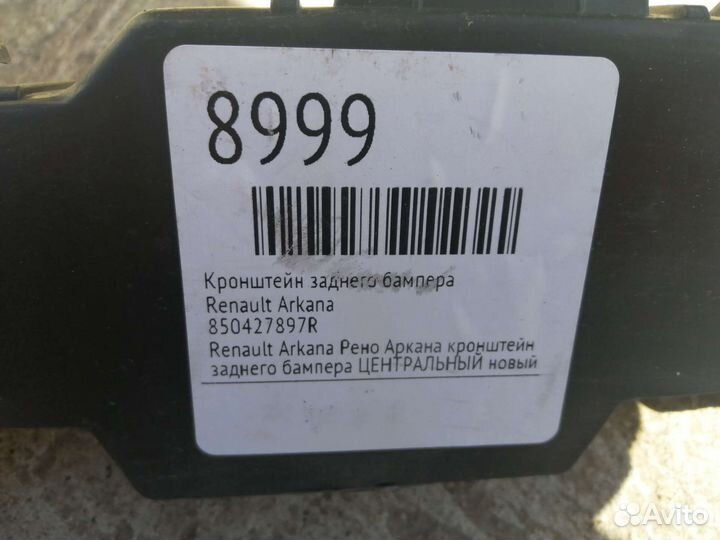 8999
Кронштейн заднего бампера
Renault Arkana
850427897R
Renault Arkana Рено Аркана кронштейн
заднего бампера ЦЕНТРАЛЬНЫЙ новый
Avito